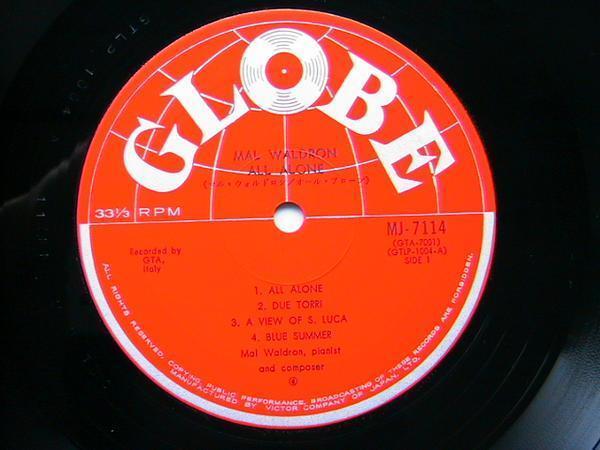 GLOBE
MAL WALDRON
ALL ALONE
(マル・ウォルドロン/オール・アローン)
33⅓ RPM
MJ-7114
(GTA-7001)
(GTLP-1004-A)
SIDE 1
Recorded by
GTA,
Italy
1. ALL ALONE
2. DUE TORRI
3. A VIEW OF S. LUCA
4. BLUE SUMMER
Mal Waldron, pianist
and composer
ALL RIGHTS RESERVED. COPYING, PUBLIC PERFORMANCE, BROADCASTING OF THESE RECORDS ARE FORBIDDEN.
MANUFACTURED BY VICTOR COMPANY OF JAPAN, LTD.